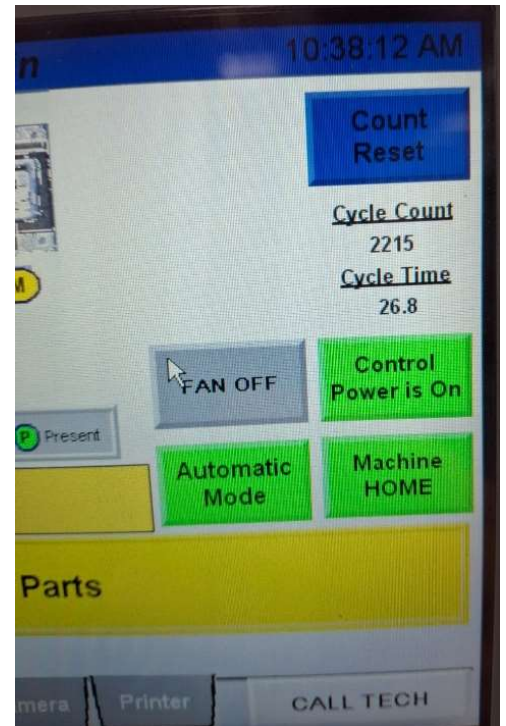 n
10:38:12 AM
Count
Reset
Cycle Count
2215
Cycle Time
26.8
M
FAN OFF
Control
Power is On
P Present
Automatic
Mode
Machine
HOME
Parts
mera
Printer
CALL TECH